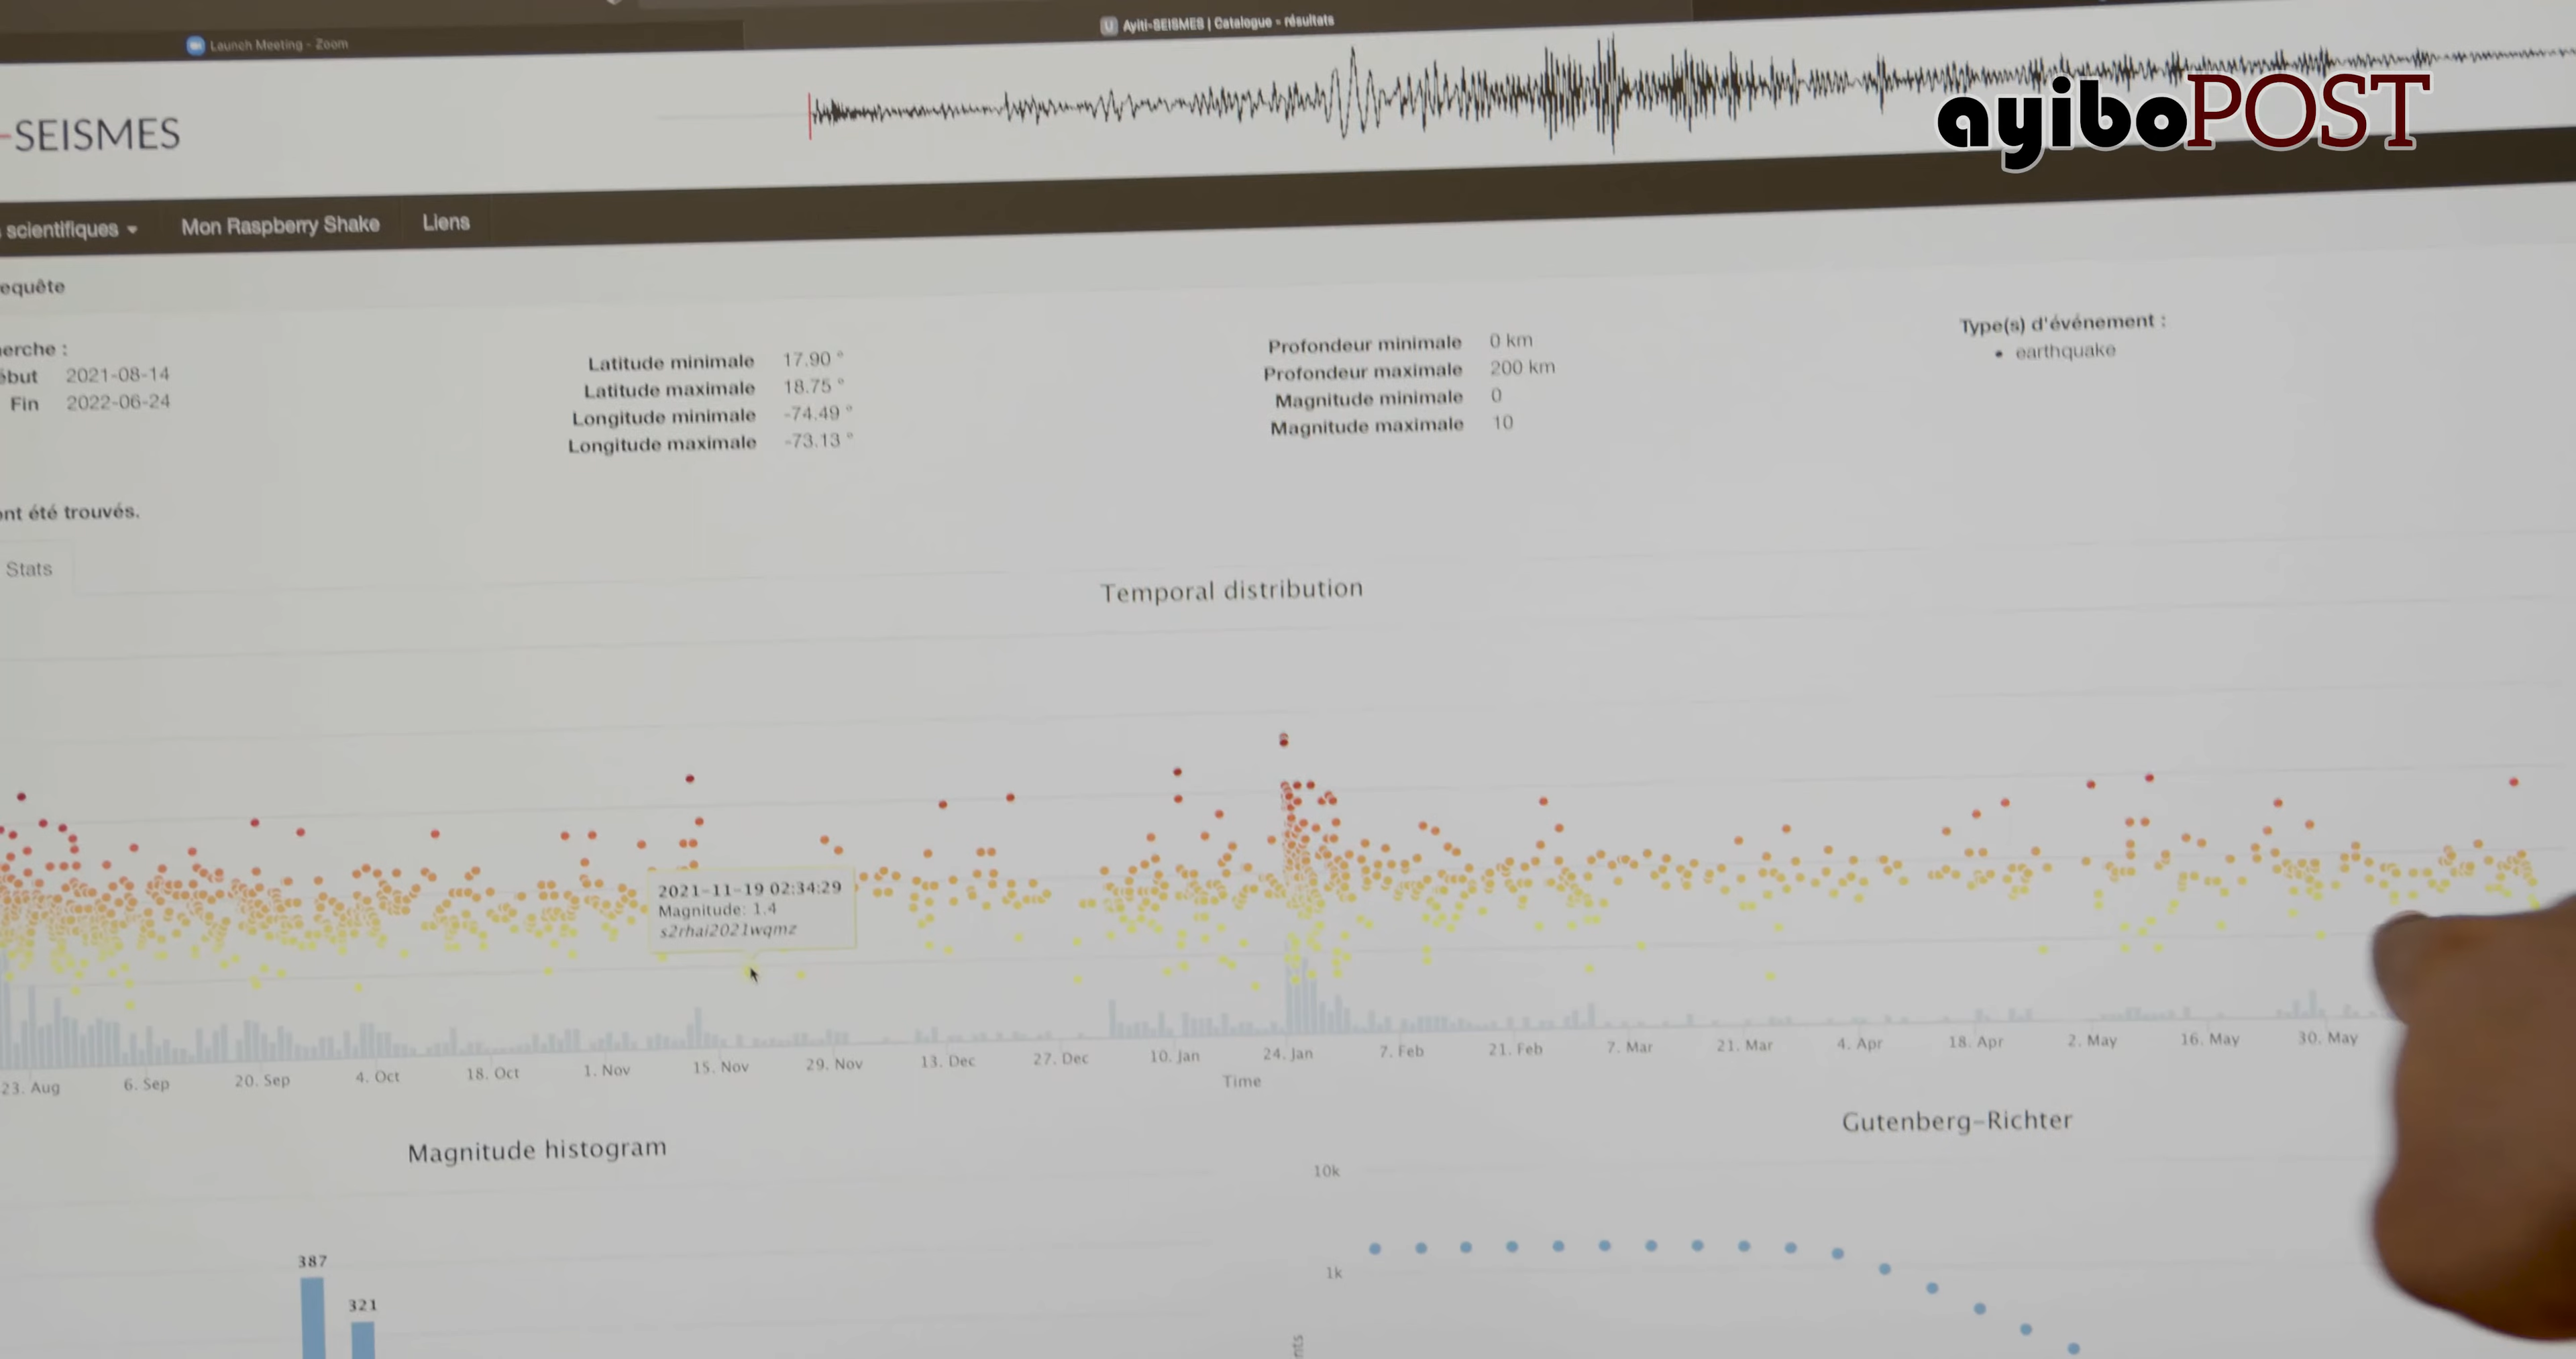 Launch Meeting - Zoom
Ayiti-SEISMES | Catalogue - résultats
ayiboPOST
-SEISMES
scientifiques
Mon Raspberry Shake
Liens
equête
erche :
ébut 2021-08-14
Fin 2022-06-24
Latitude minimale 17.90 °
Latitude maximale 18.75 °
Longitude minimale -74.49 °
Longitude maximale -73.13 °
Profondeur minimale 0 km
Profondeur maximale 200 km
Magnitude minimale 0
Magnitude maximale 10
Type(s) d'événement :
• earthquake
ont été trouvés.
Stats
Temporal distribution
2021-11-19 02:34:29
Magnitude: 1.4
s2rhai2021wqmz
23. Aug 6. Sep 20. Sep 4. Oct 18. Oct 1. Nov 15. Nov 29. Nov 13. Dec 27. Dec 10. Jan 24. Jan 7. Feb 21. Feb 7. Mar 21. Mar 4. Apr 18. Apr 2. May 16. May 30. May
Time
Magnitude histogram
387
321
Gutenberg-Richter
10k
1k
nts